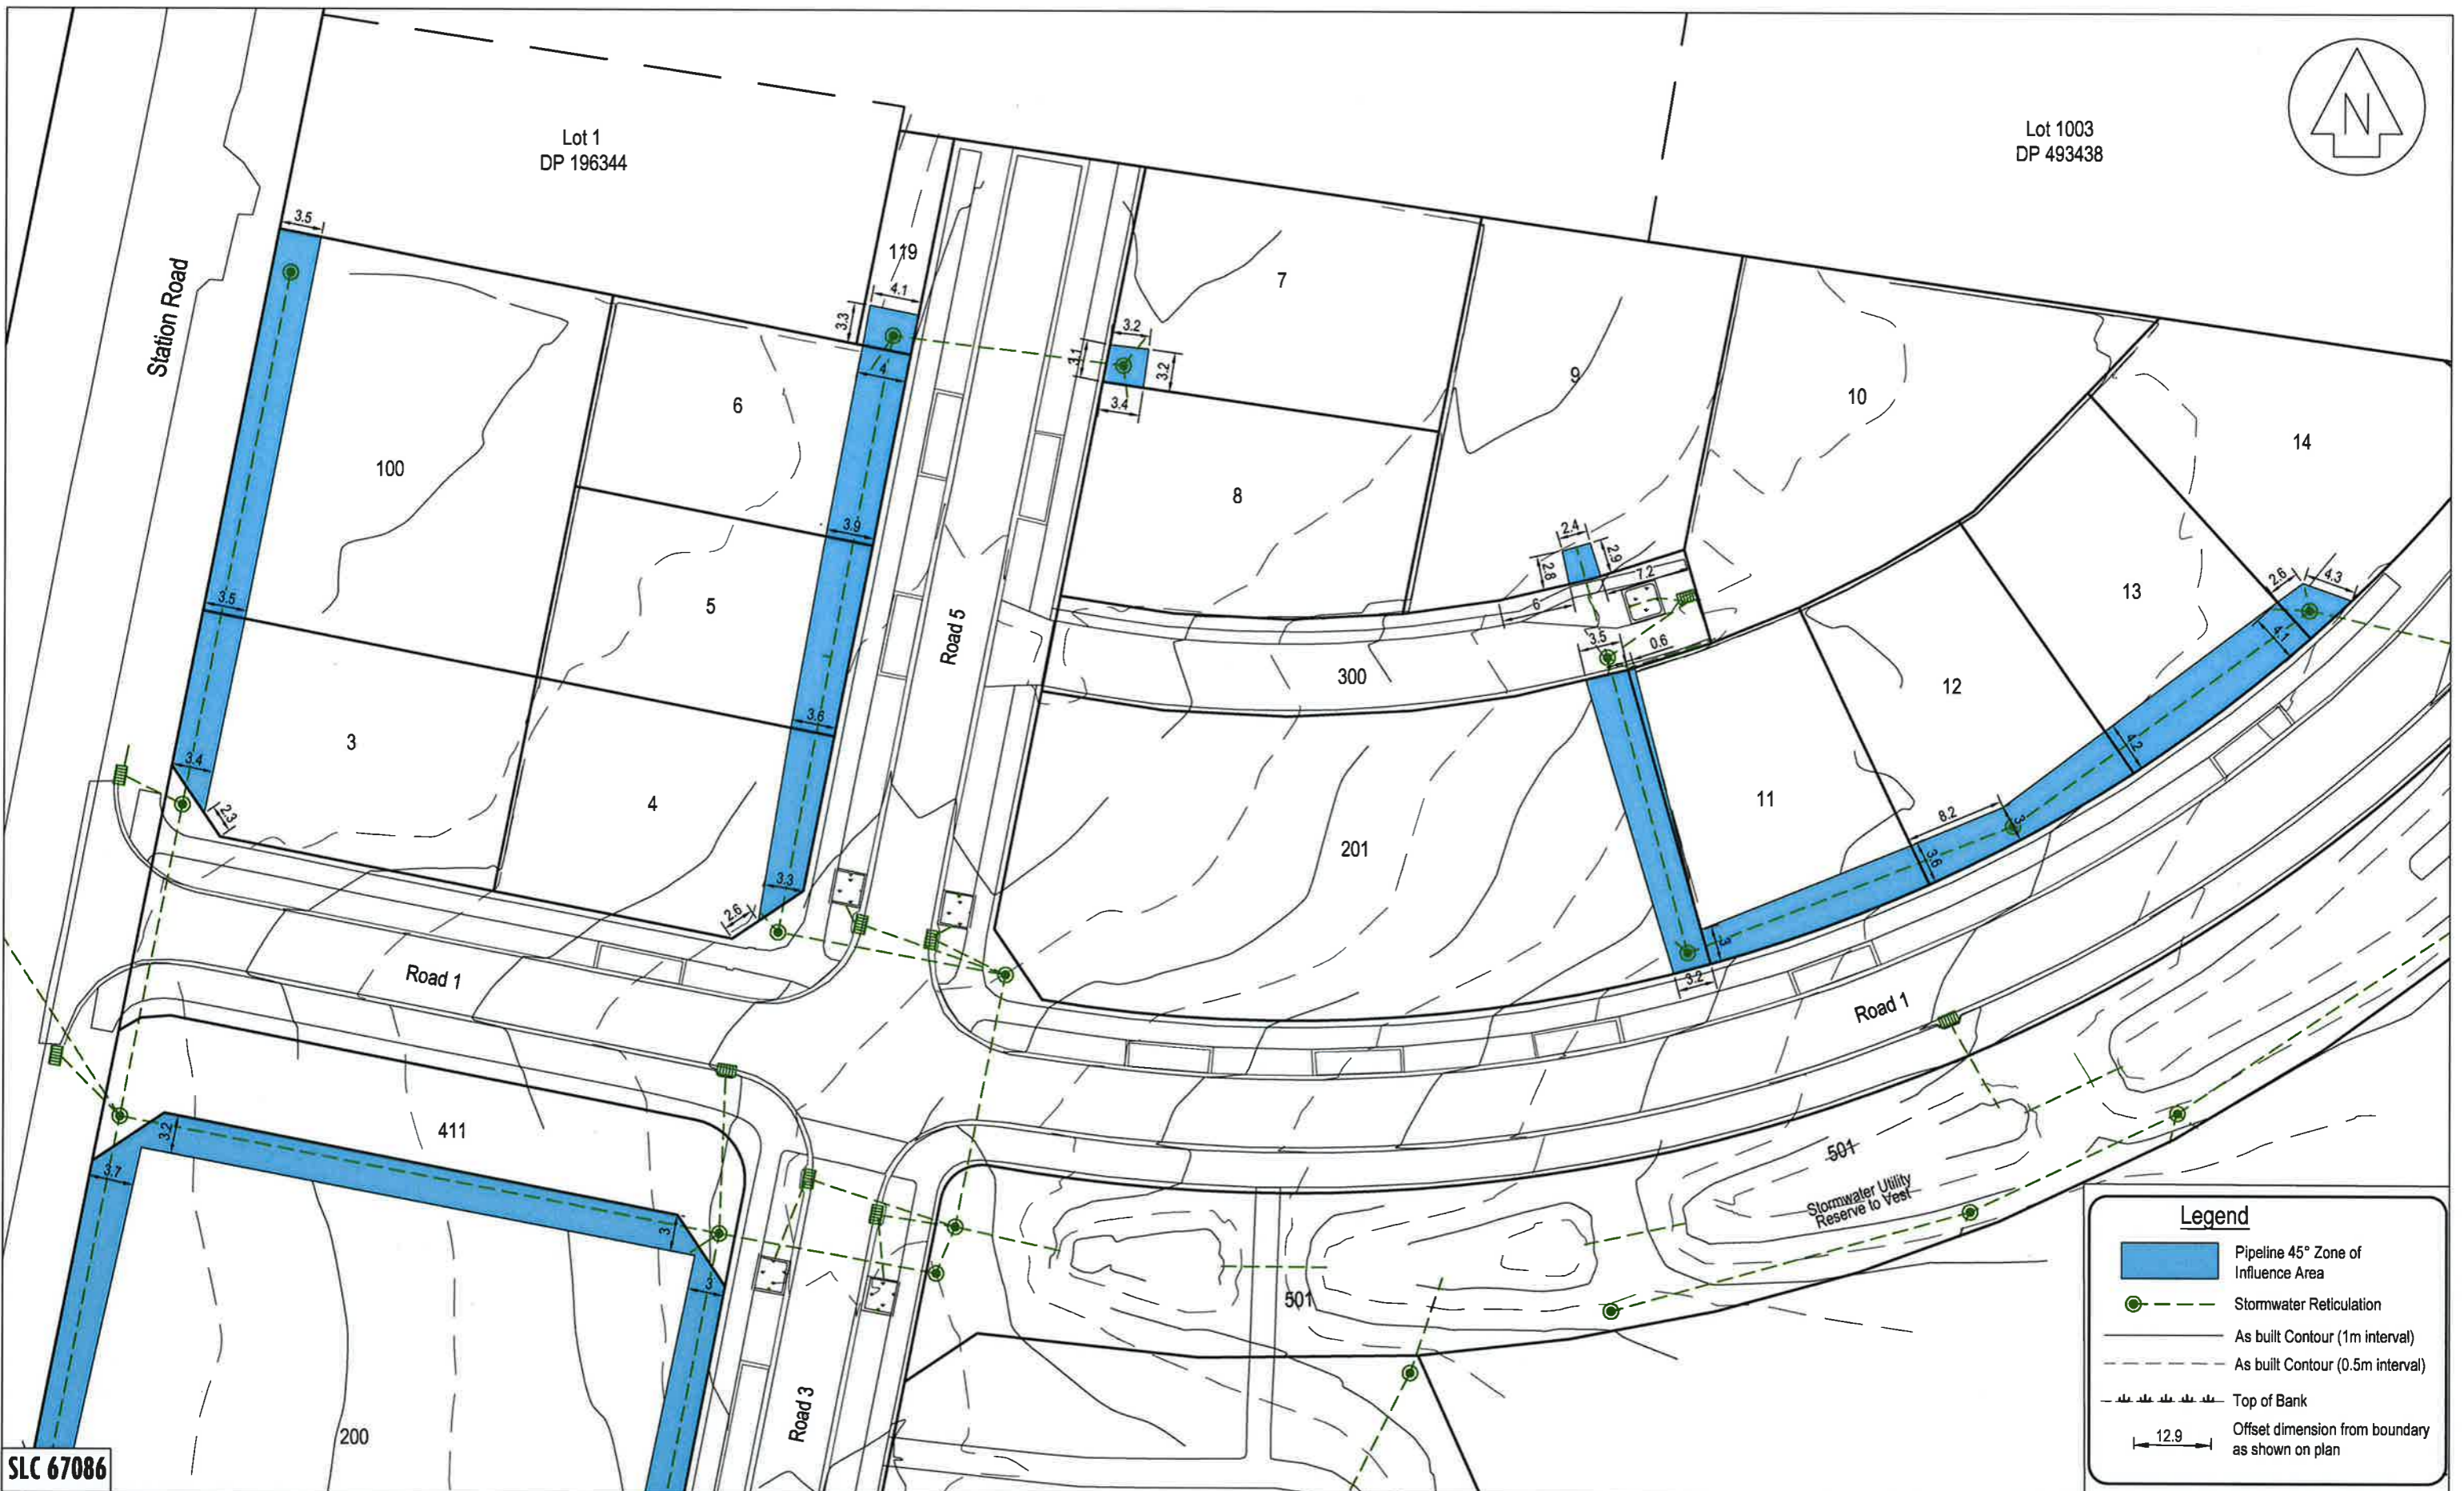 Lot 1
DP 196344
Lot 1003
DP 493438
N
Station Road
3.5
119
4.1
3.3
7
3.2
3.1
3.2
3.4
4
6
9
10
14
100
8
3.9
2.4
2.9
2.8
7.2
6
3.5
0.6
2.6
4.3
4.1
13
3.5
5
Road 5
300
12
3.6
3
3.4
2.3
4
4.2
11
8.2
3
3.6
201
3.3
2.6
3
3.2
Road 1
Road 1
411
3.2
3.7
3
3
501
Stormwater Utility
Reserve to Vest
501
Road 3
200
SLC 67086
Legend
Pipeline 45° Zone of
Influence Area
Stormwater Reticulation
As built Contour (1m interval)
As built Contour (0.5m interval)
Top of Bank
12.9
Offset dimension from boundary
as shown on plan